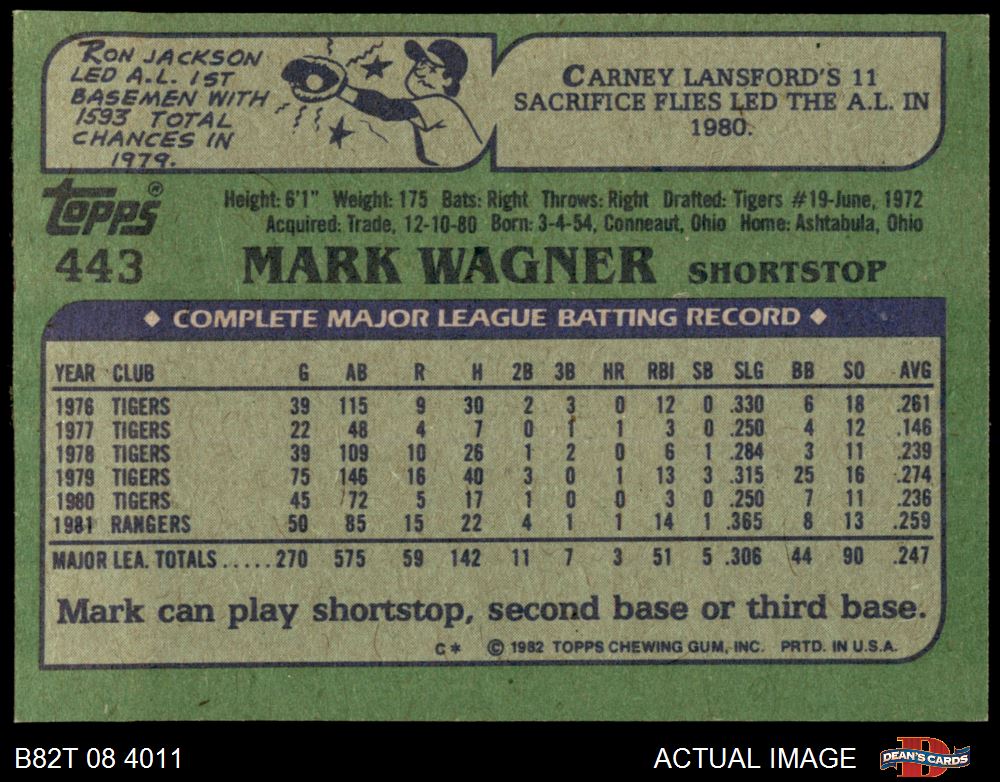 RON JACKSON
LED A.L. 1ST
BASEMEN WITH
1593 TOTAL
CHANCES IN
1979.
CARNEY LANSFORD'S 11
SACRIFICE FLIES LED THE A.L. IN
1980.
Topps®
443
Height: 6'1" Weight: 175 Bats: Right Throws: Right Drafted: Tigers #19-June, 1972
Acquired: Trade, 12-10-80 Born: 3-4-54, Conneaut, Ohio Home: Ashtabula, Ohio
MARK WAGNER SHORTSTOP
◆ COMPLETE MAJOR LEAGUE BATTING RECORD ◆
YEAR CLUB G AB R H 2B 3B HR RBI SB SLG BB SO AVG
1976 TIGERS 39 115 9 30 2 3 0 12 0 .330 6 18 .261
1977 TIGERS 22 48 4 7 0 1 1 3 0 .250 4 12 .146
1978 TIGERS 39 109 10 26 1 2 0 6 1 .284 3 11 .239
1979 TIGERS 75 146 16 40 3 0 1 13 3 .315 25 16 .274
1980 TIGERS 45 72 5 17 1 0 0 3 0 .250 7 11 .236
1981 RANGERS 50 85 15 22 4 1 1 14 1 .365 8 13 .259
MAJOR LEA. TOTALS ..... 270 575 59 142 11 7 3 51 5 .306 44 90 .247
Mark can play shortstop, second base or third base.
C* © 1982 TOPPS CHEWING GUM, INC. PRTD. IN U.S.A.
B82T 08 4011 ACTUAL IMAGE DEAN'S CARDS